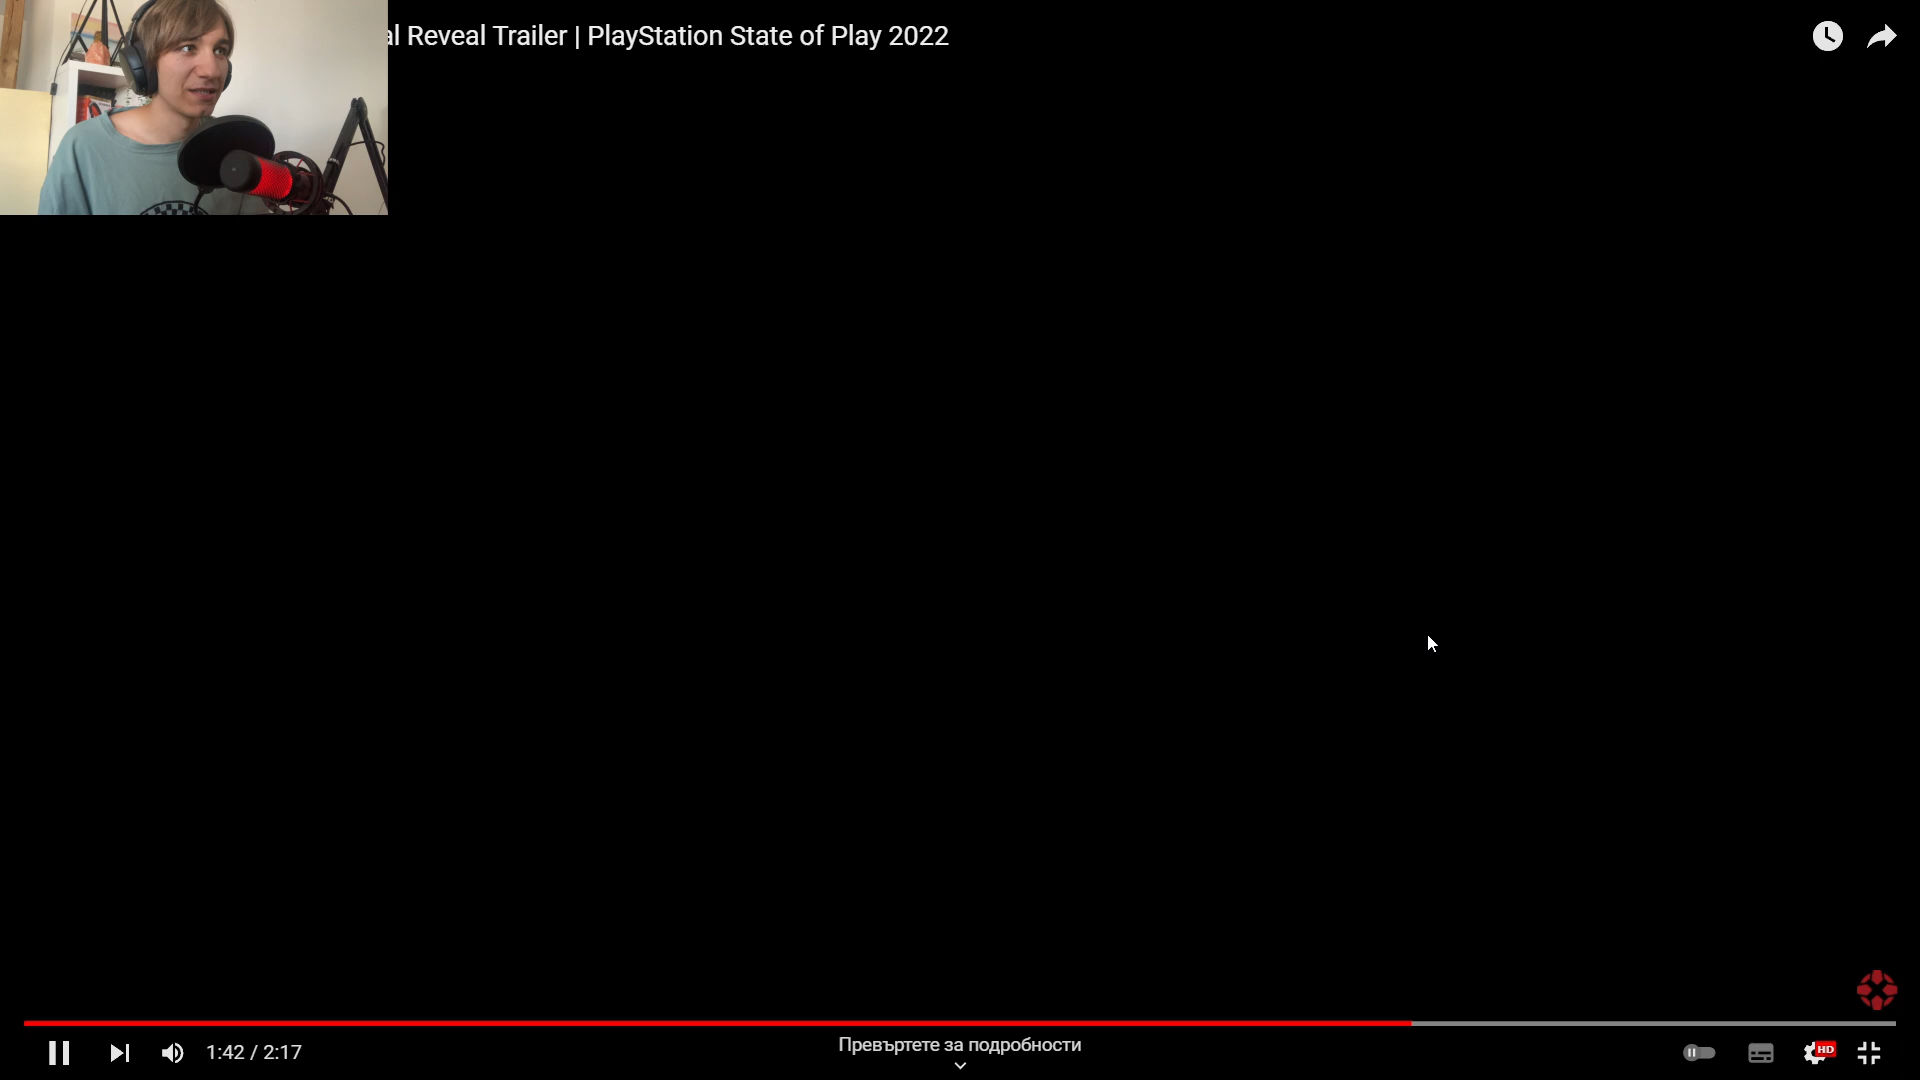 al Reveal Trailer | PlayStation State of Play 2022
1:42 / 2:17
Превъртете за подробности
HD